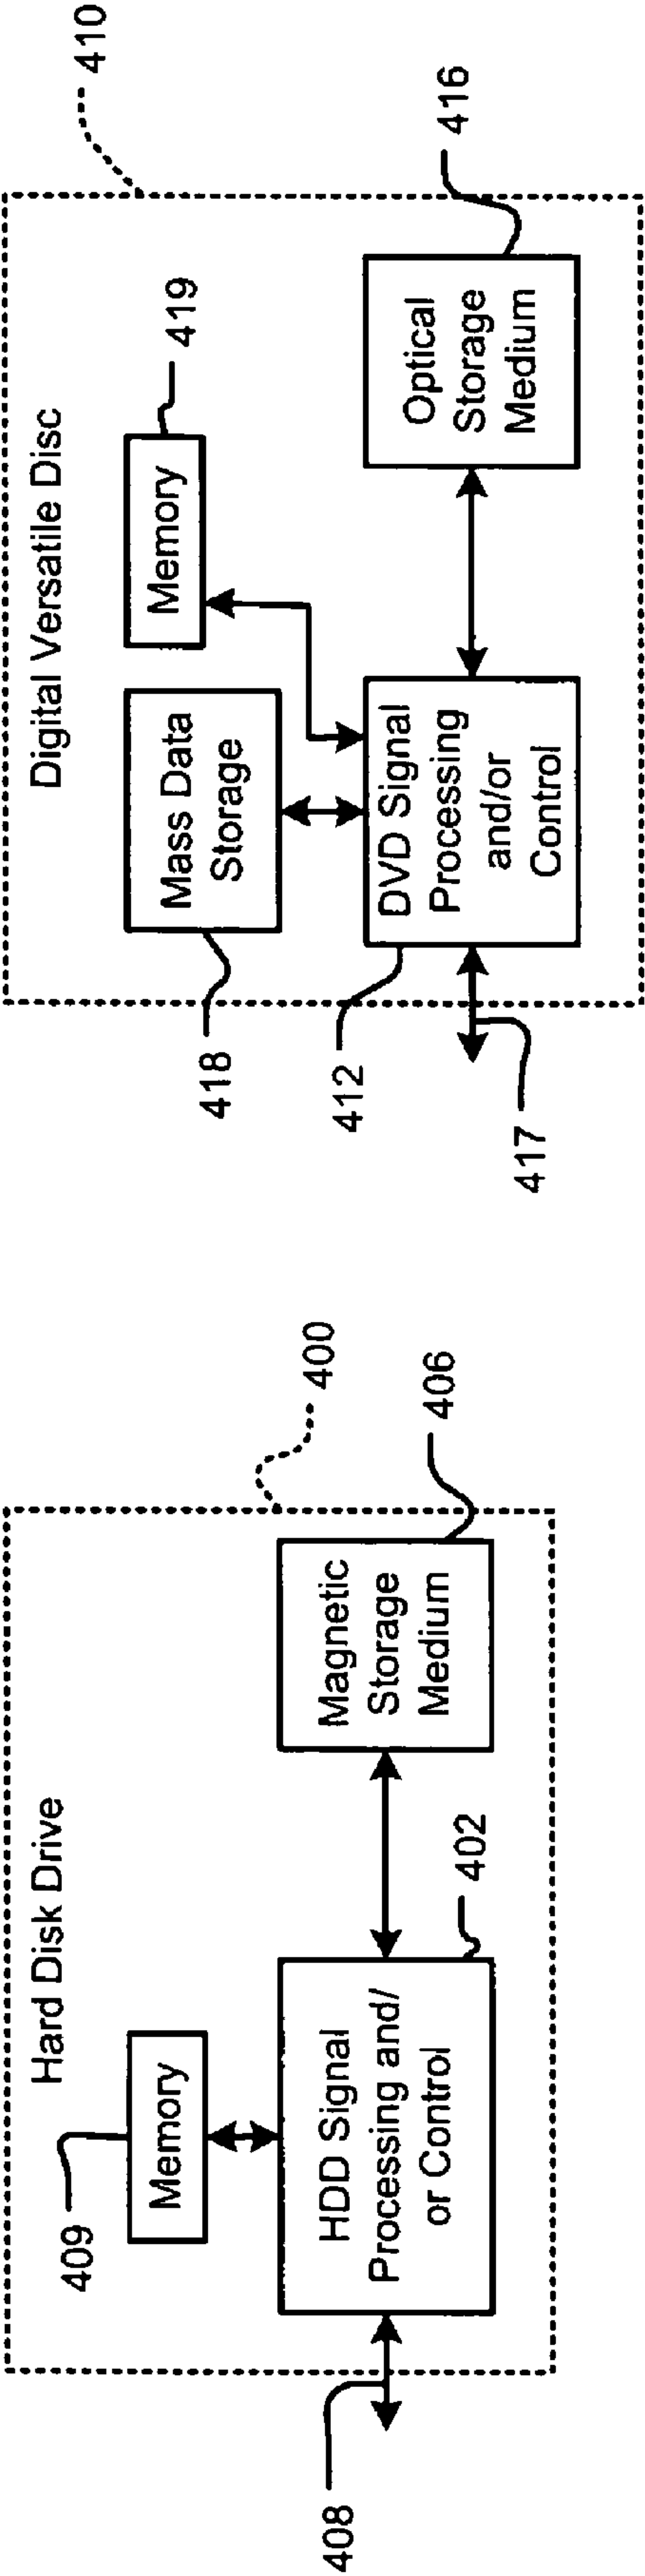 Hard Disk Drive
400
409
Memory
HDD Signal
Processing and/
or Control
402
Magnetic
Storage
Medium
406
408
Digital Versatile Disc
410
418
Mass Data
Storage
Memory
419
412
DVD Signal
Processing
and/or
Control
Optical
Storage
Medium
416
417